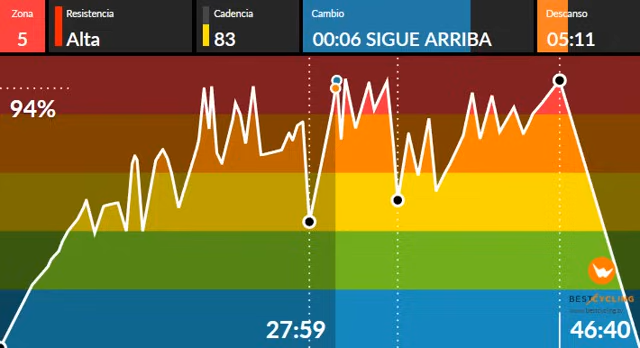 Zona
5
Resistencia
Alta
Cadencia
83
Cambio
00:06 SIGUE ARRIBA
Descanso
05:11
94%
BESTCYCLING
27:59
46:40